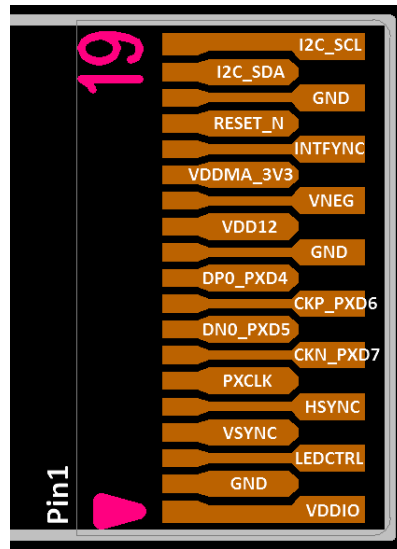 19
I2C_SCL
I2C_SDA
GND
RESET_N
INTFYNC
VDDMA_3V3
VNEG
VDD12
GND
DP0_PXD4
CKP_PXD6
DN0_PXD5
CKN_PXD7
PXCLK
HSYNC
VSYNC
LEDCTRL
GND
VDDIO
Pin1